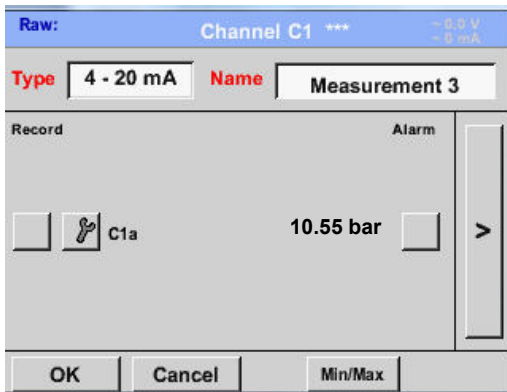 Raw: Channel C1 *** ~ 0.0 V
~ 0 mA
Type 4 - 20 mA Name Measurement 3
Record Alarm
C1a 10.55 bar >
OK Cancel Min/Max